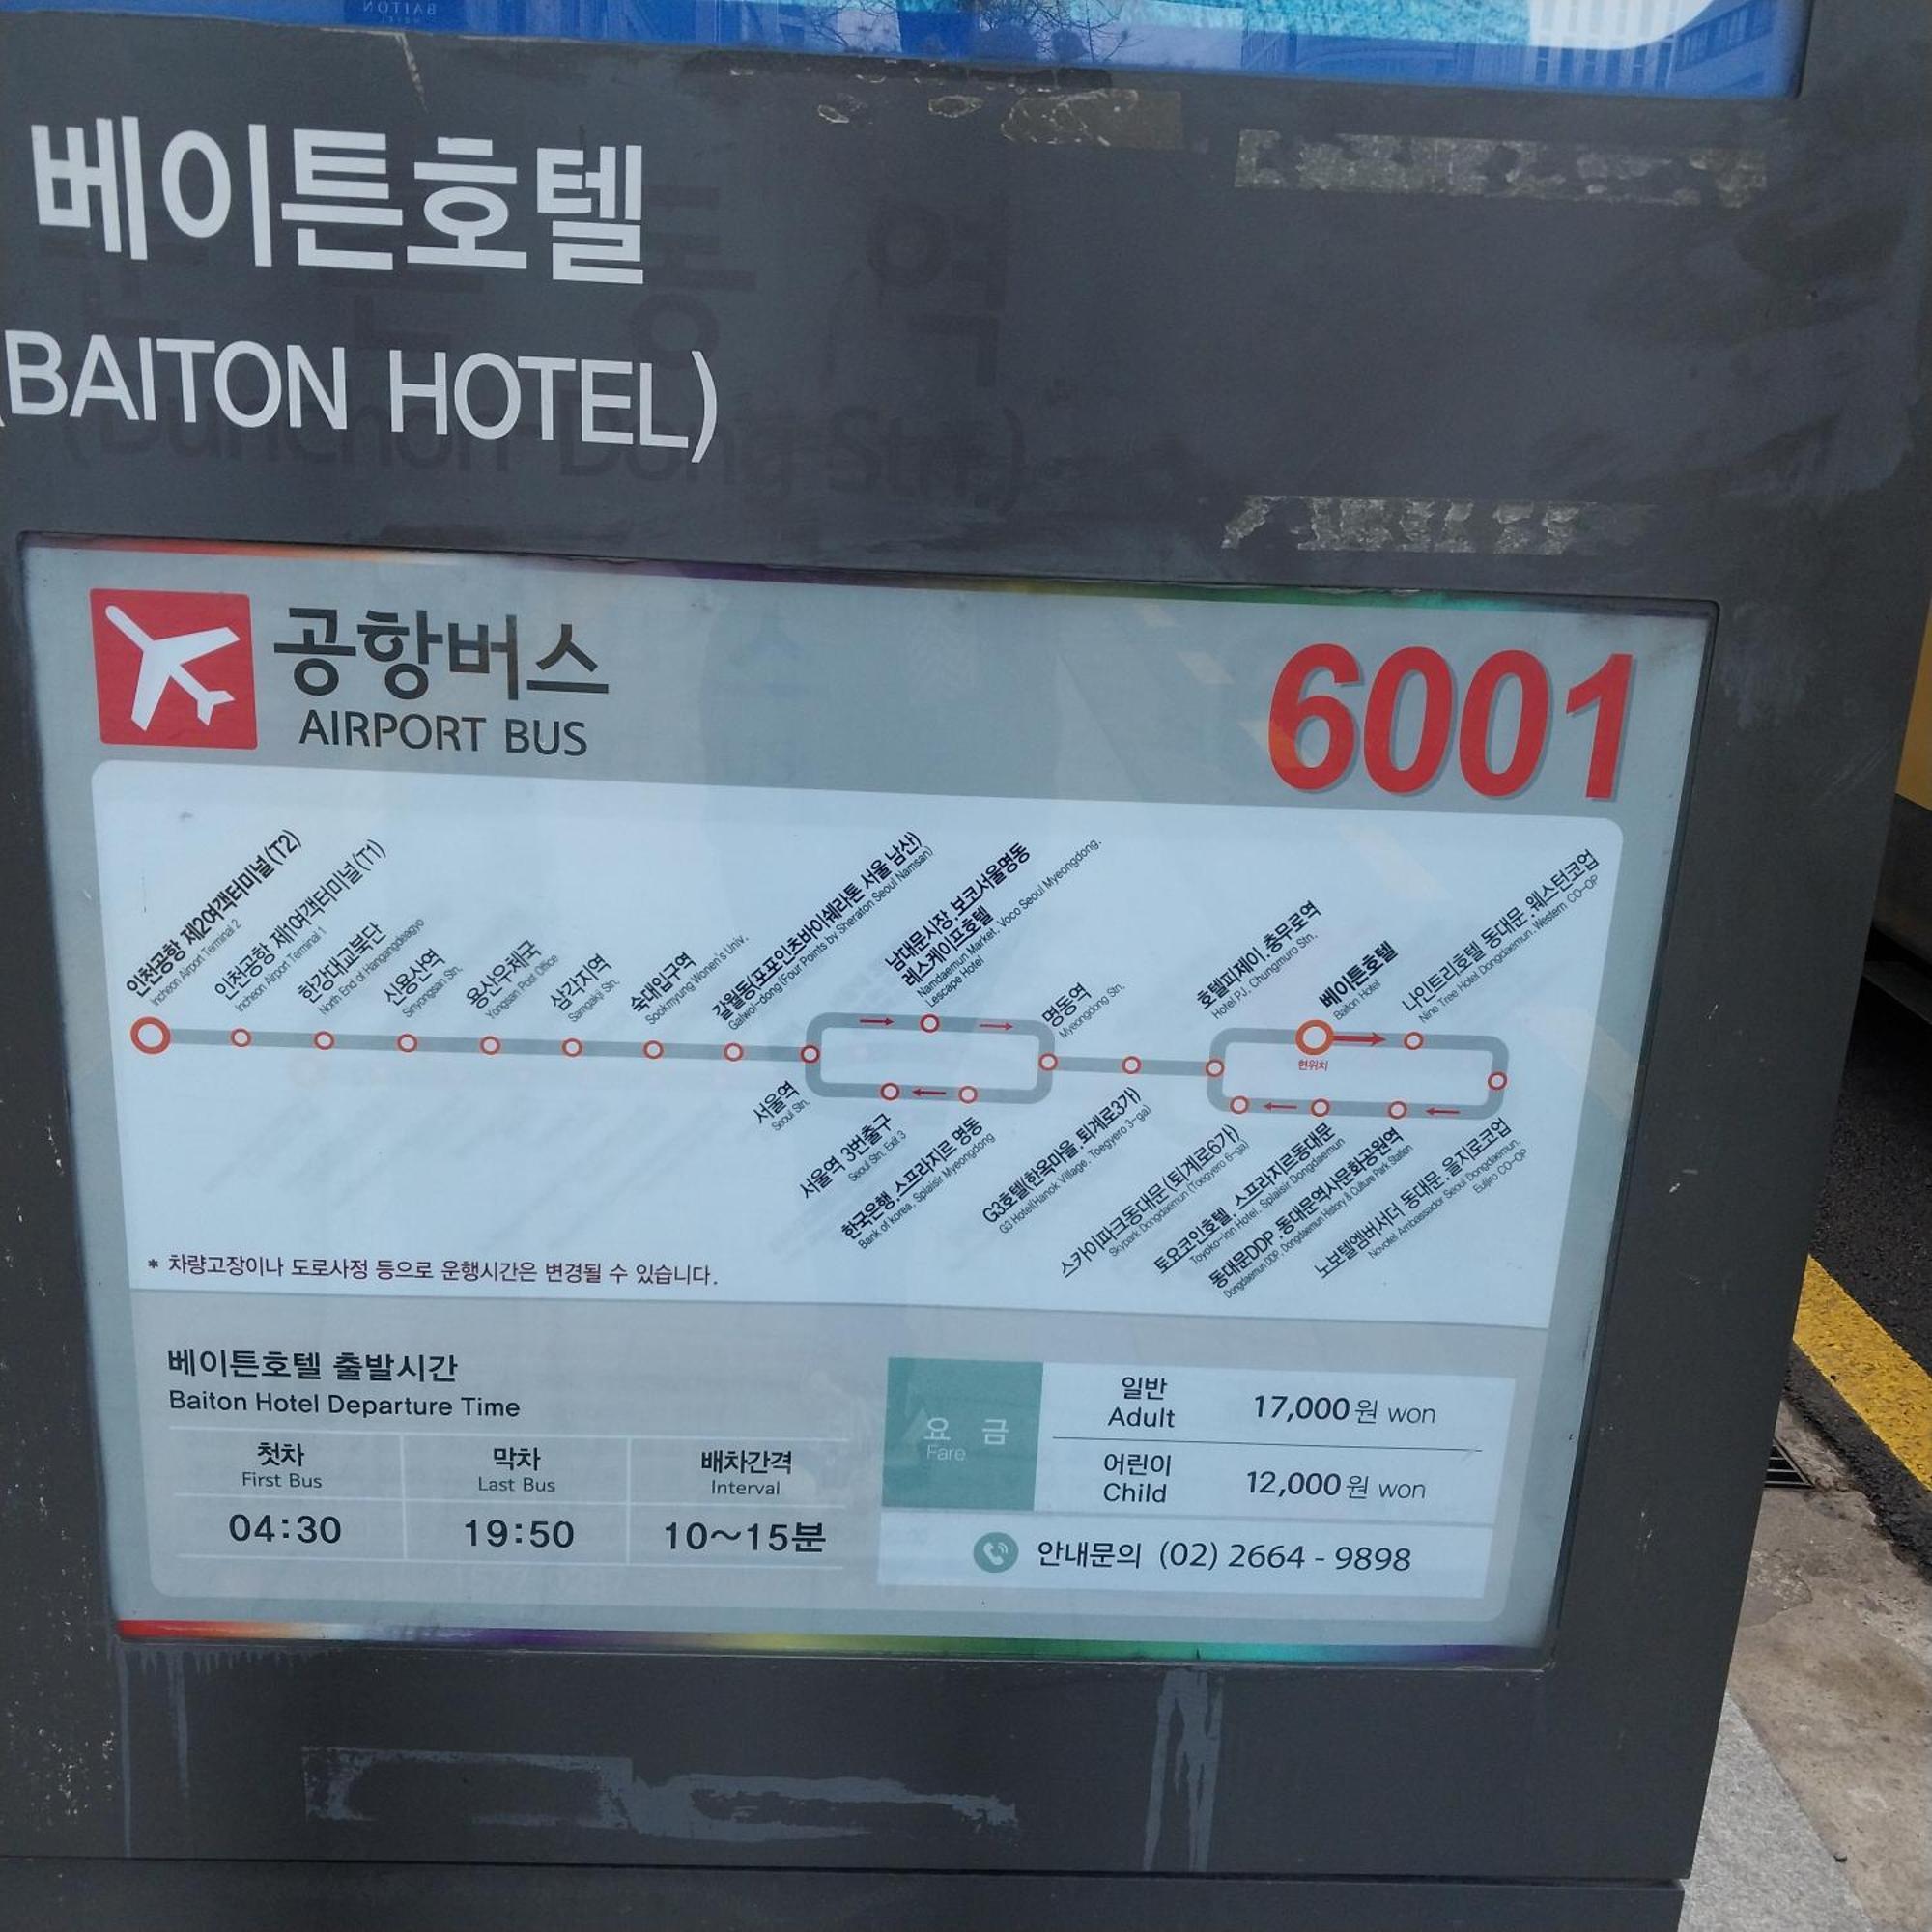 베이튼호텔
(BAITON HOTEL)
공항버스
AIRPORT BUS
6001
인천공항 제2여객터미널(T2)
Incheon Airport Terminal 2
인천공항 제1여객터미널(T1)
Incheon Airport Terminal 1
한강대교북단
North End of Hangangdaegyo
신용산역
Sinyongsan Stn.
용산우체국
Yongsan Post Office
삼각지역
Samgakji Stn.
숙대입구역
Sookmyung Women's Univ.
갈월동(포포인츠바이쉐라톤 서울 남산)
Galwol-dong (Four Points by Sheraton Seoul Namsan)
남대문시장.보코서울명동
레스케이프호텔
Namdaemun Market. Voco Seoul Myeongdong.
Lescape Hotel
명동역
Myeongdong Stn.
호텔피제이.충무로역
Hotel PJ. Chungmuro Stn.
베이튼호텔
Baiton Hotel
나인트리호텔 동대문.웨스턴코업
Nine Tree Hotel Dongdaemun. Western CO-OP
현위치
서울역
Seoul Stn.
서울역 3번출구
Seoul Stn. Exit 3
한국은행.스프라지르 명동
Bank of korea. Splaisir Myeongdong
G3호텔(한옥마을.퇴계로3가)
G3 Hotel(Hanok Village. Toegyero 3-ga)
스카이파크동대문(퇴계로6가)
Skypark Dongdaemun (Toegyero 6-ga)
토요코인호텔. 스프라지르동대문
Toyoko-inn Hotel. Splaisir Dongdaemun
동대문DDP.동대문역사문화공원역
Dongdaemun DDP. Dongdaemun History & Culture Park Station
노보텔엠버서더 동대문.을지로코업
Novotel Ambassador Seoul Dongdaemun.
Euljiro CO-OP
* 차량고장이나 도로사정 등으로 운행시간은 변경될 수 있습니다.
베이튼호텔 출발시간
Baiton Hotel Departure Time
첫차 막차 배차간격
First Bus Last Bus Interval
04:30 19:50 10~15분
요 금
Fare
일반 17,000원 won
Adult
어린이 12,000원 won
Child
안내문의 (02) 2664 - 9898